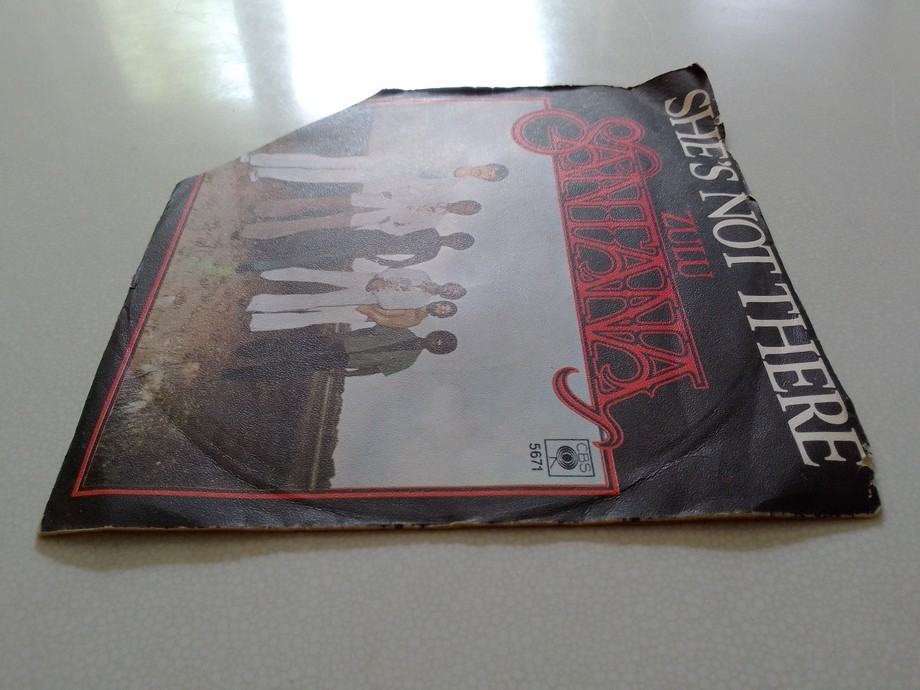 SHE'S NOT THERE
ZULU
SANTANA
CBS
5671